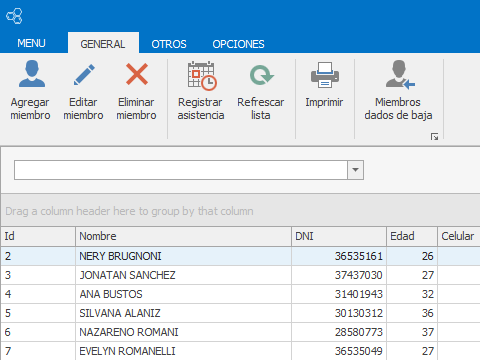 MENU GENERAL OTROS OPCIONES
Agregar miembro Editar miembro Eliminar miembro Registrar asistencia Refrescar lista Imprimir Miembros dados de baja
Drag a column header here to group by that column
Id Nombre DNI Edad Celular
2 NERY BRUGNONI 36535161 26
3 JONATAN SANCHEZ 37437030 27
4 ANA BUSTOS 31401943 32
5 SILVANA ALANIZ 30130312 36
6 NAZARENO ROMANI 28580773 37
7 EVELYN ROMANELLI 36535049 27